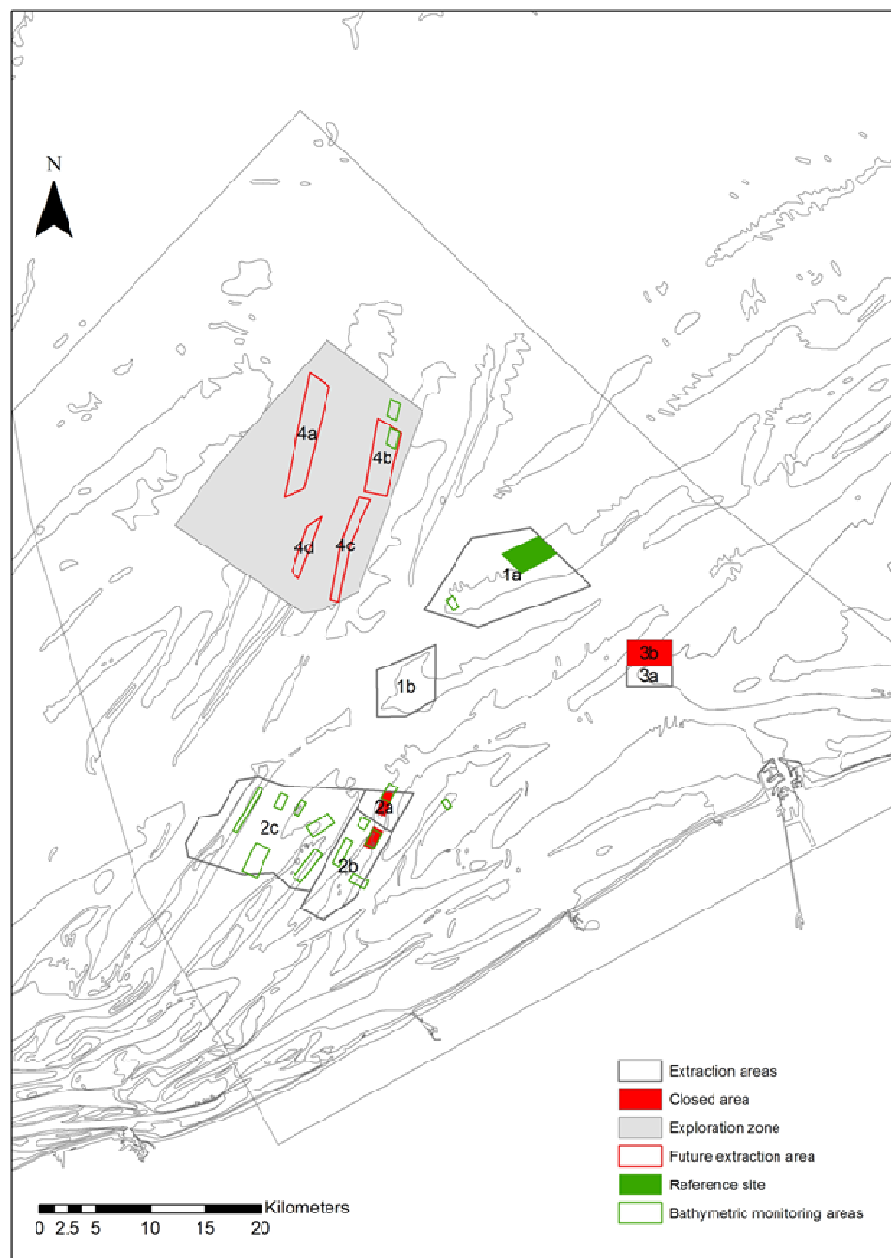 N
4a
4b
4d
4c
1a
3b
3a
1b
2a
2c
2b
Extraction areas
Closed area
Exploration zone
Future extraction area
Reference site
Bathymetric monitoring areas
Kilometers
0 2.5 5 10 15 20